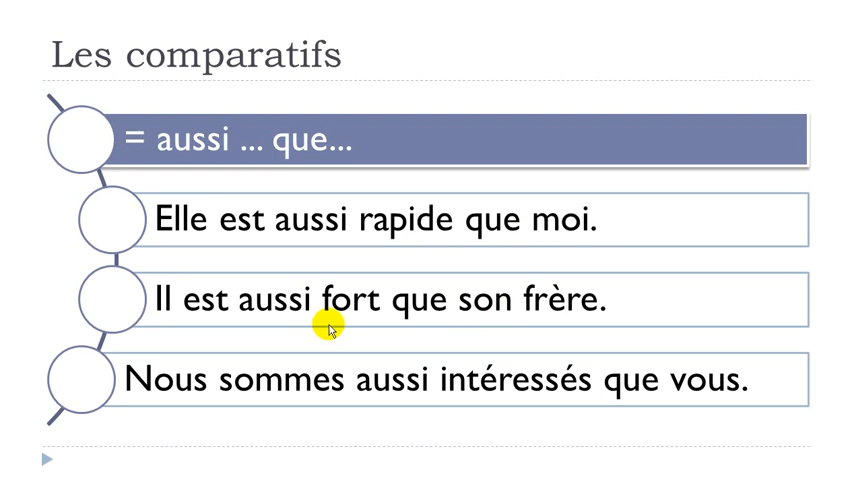 Les comparatifs
= aussi ... que...
Elle est aussi rapide que moi.
Il est aussi fort que son frère.
Nous sommes aussi intéressés que vous.